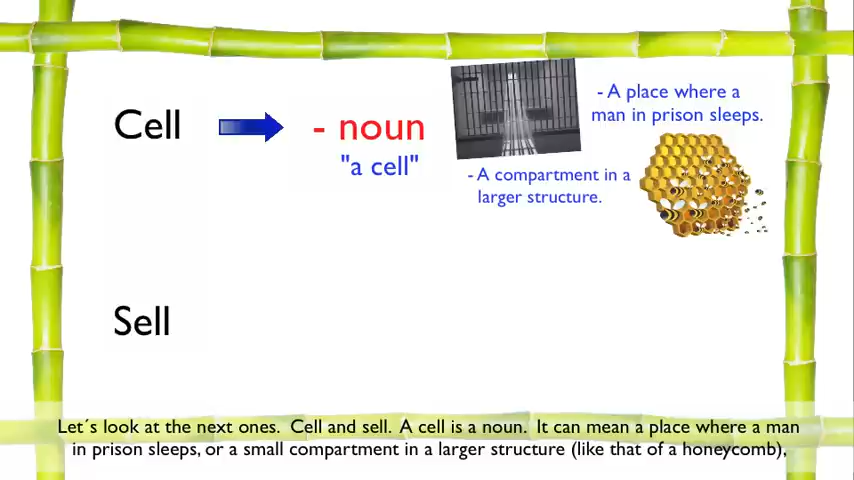 Cell
- noun
"a cell"
- A place where a
man in prison sleeps.
- A compartment in a
larger structure.
Sell
Let´s look at the next ones. Cell and sell. A cell is a noun. It can mean a place where a man
in prison sleeps, or a small compartment in a larger structure (like that of a honeycomb),